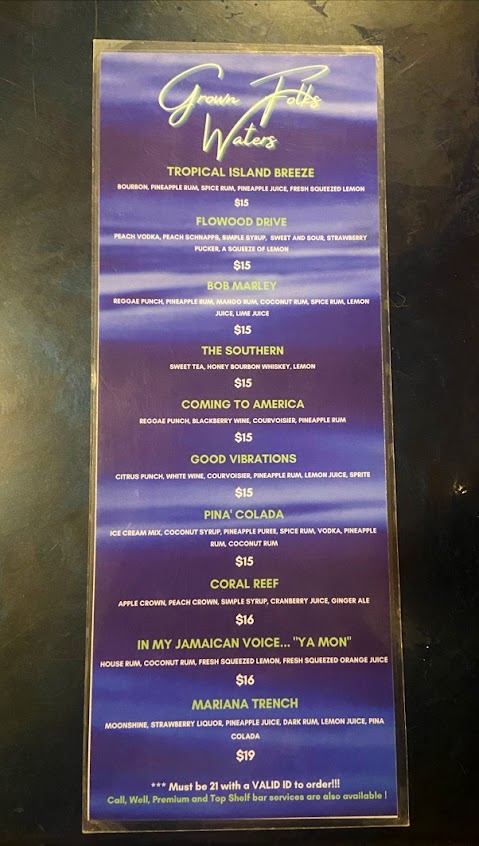 Grown Folks
Waters
TROPICAL ISLAND BREEZE
BOURBON, PINEAPPLE RUM, SPICE RUM, PINEAPPLE JUICE, FRESH SQUEEZED LEMON
$15
FLOWOOD DRIVE
PEACH VODKA, PEACH SCHNAPPS, SIMPLE SYRUP, SWEET AND SOUR, STRAWBERRY
PUCKER, A SQUEEZE OF LEMON
$15
BOB MARLEY
REGGAE PUNCH, PINEAPPLE RUM, MANGO RUM, COCONUT RUM, SPICE RUM, LEMON
JUICE, LIME JUICE
$15
THE SOUTHERN
SWEET TEA, HONEY BOURBON WHISKEY, LEMON
$15
COMING TO AMERICA
REGGAE PUNCH, BLACKBERRY WINE, COURVOISIER, PINEAPPLE RUM
$15
GOOD VIBRATIONS
CITRUS PUNCH, WHITE WINE, COURVOISIER, PINEAPPLE RUM, LEMON JUICE, SPRITE
$15
PINA' COLADA
ICE CREAM MIX, COCONUT SYRUP, PINEAPPLE PUREE, SPICE RUM, VODKA, PINEAPPLE
RUM, COCONUT RUM
$15
CORAL REEF
APPLE CROWN, PEACH CROWN, SIMPLE SYRUP, CRANBERRY JUICE, GINGER ALE
$16
IN MY JAMAICAN VOICE... "YA MON"
HOUSE RUM, COCONUT RUM, FRESH SQUEEZED LEMON, FRESH SQUEEZED ORANGE JUICE
$16
MARIANA TRENCH
MOONSHINE, STRAWBERRY LIQUOR, PINEAPPLE JUICE, DARK RUM, LEMON JUICE, PINA
COLADA
$19
*** Must be 21 with a VALID ID to order!!!
Call, Well, Premium and Top Shelf bar services are also available !